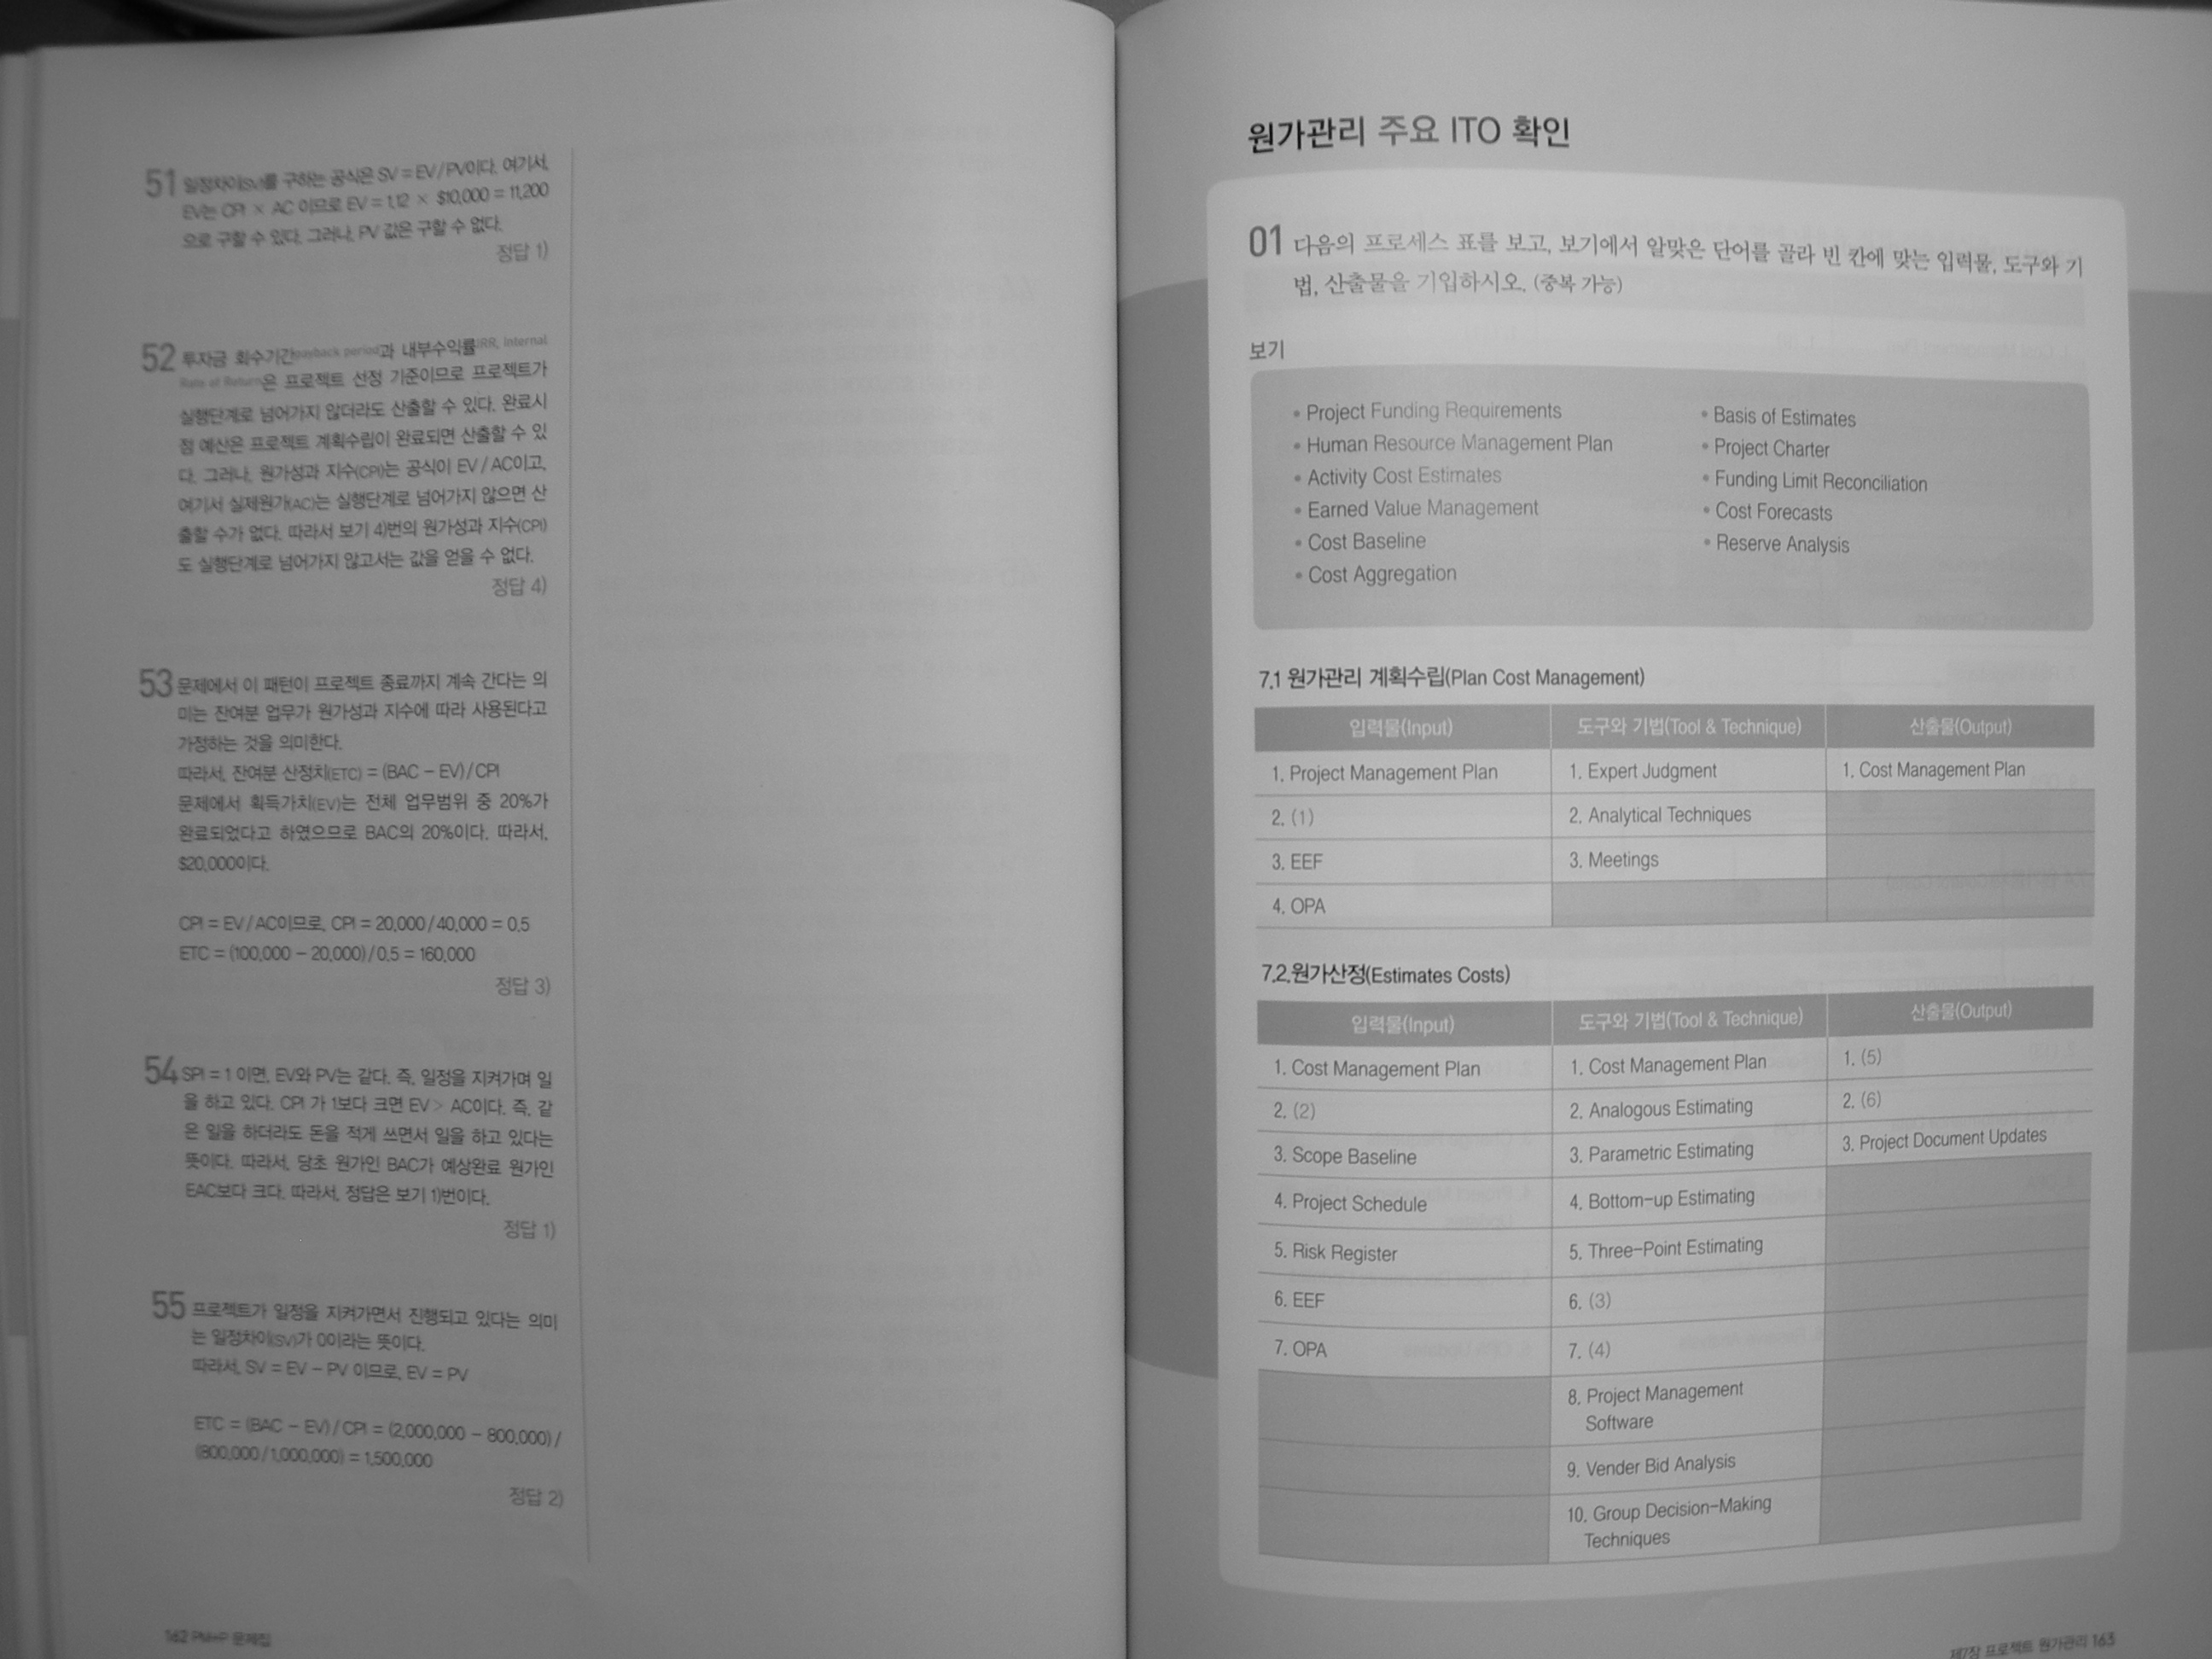 51 일정차이(SV)를 구하는 공식은 SV = EV/PV이다. 여기서,
EV는 CPI × AC 이므로 EV = 1.12 × $10,000 = 11,200
으로 구할 수 있다. 그러나, PV 값은 구할 수 없다.
정답 1)
52 투자금 회수기간payback period과 내부수익률IRR, Internal
Rate of Return은 프로젝트 선정 기준이므로 프로젝트가
실행단계로 넘어가지 않더라도 산출할 수 있다. 완료시
점 예산은 프로젝트 계획수립이 완료되면 산출할 수 있
다. 그러나, 원가성과 지수(CPI)는 공식이 EV/AC이고,
여기서 실제원가(AC)는 실행단계로 넘어가지 않으면 산
출할 수가 없다. 따라서 보기 4)번의 원가성과 지수(CPI)
도 실행단계로 넘어가지 않고서는 값을 얻을 수 없다.
정답 4)
53 문제에서 이 패턴이 프로젝트 종료까지 계속 간다는 의
미는 잔여분 업무가 원가성과 지수에 따라 사용된다고
가정하는 것을 의미한다.
따라서, 잔여분 산정치(ETC) = (BAC − EV)/CPI
문제에서 획득가치(EV)는 전체 업무범위 중 20%가
완료되었다고 하였으므로 BAC의 20%이다. 따라서,
$20,000이다.
CPI = EV/AC이므로, CPI = 20,000/40,000 = 0.5
ETC = (100,000 − 20,000)/0.5 = 160,000
정답 3)
54 SPI = 1 이면, EV와 PV는 같다. 즉, 일정을 지켜가며 일
을 하고 있다. CPI 가 1보다 크면 EV > AC이다. 즉, 같
은 일을 하더라도 돈을 적게 쓰면서 일을 하고 있다는
뜻이다. 따라서, 당초 원가인 BAC가 예상완료 원가인
EAC보다 크다. 따라서, 정답은 보기 1)번이다.
정답 1)
55 프로젝트가 일정을 지켜가면서 진행되고 있다는 의미
는 일정차이(SV)가 0이라는 뜻이다.
따라서, SV = EV − PV 이므로, EV = PV
ETC = (BAC − EV)/CPI = (2,000,000 − 800,000)/
(800,000/1,000,000) = 1,500,000
정답 2)
162 PM+P 문제집
원가관리 주요 ITO 확인
01 다음의 프로세스 표를 보고, 보기에서 알맞은 단어를 골라 빈 칸에 맞는 입력물, 도구와 기
법, 산출물을 기입하시오. (중복 가능)
보기
• Project Funding Requirements
• Human Resource Management Plan
• Activity Cost Estimates
• Earned Value Management
• Cost Baseline
• Cost Aggregation
• Basis of Estimates
• Project Charter
• Funding Limit Reconciliation
• Cost Forecasts
• Reserve Analysis
7.1 원가관리 계획수립(Plan Cost Management)
입력물(Input) 도구와 기법(Tool & Technique) 산출물(Output)
1. Project Management Plan 1. Expert Judgment 1. Cost Management Plan
2. (1) 2. Analytical Techniques
3. EEF 3. Meetings
4. OPA
7.2.원가산정(Estimates Costs)
입력물(Input) 도구와 기법(Tool & Technique) 산출물(Output)
1. Cost Management Plan 1. Cost Management Plan 1. (5)
2. (2) 2. Analogous Estimating 2. (6)
3. Scope Baseline 3. Parametric Estimating 3. Project Document Updates
4. Project Schedule 4. Bottom-up Estimating
5. Risk Register 5. Three-Point Estimating
6. EEF 6. (3)
7. OPA 7. (4)
8. Project Management
Software
9. Vender Bid Analysis
10. Group Decision-Making
Techniques
제7장 프로젝트 원가관리 163